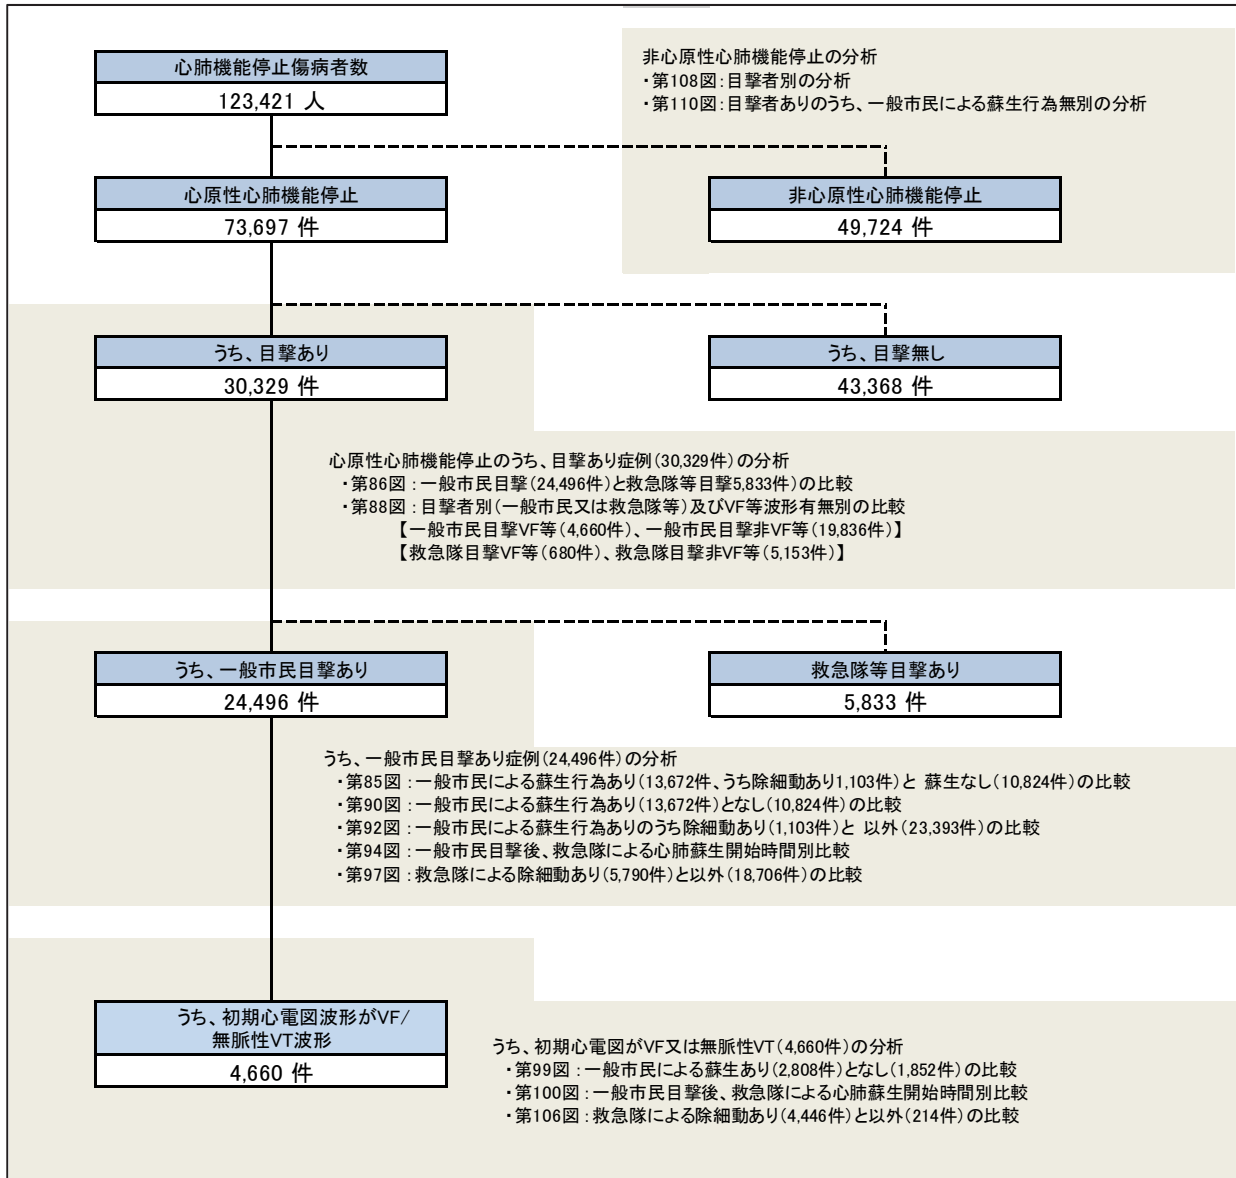 心肺機能停止傷病者数
123,421 人
非心原性心肺機能停止の分析
・第108図：目撃者別の分析
・第110図：目撃者ありのうち、一般市民による蘇生行為無別の分析
心原性心肺機能停止
73,697 件
非心原性心肺機能停止
49,724 件
うち、目撃あり
30,329 件
うち、目撃無し
43,368 件
心原性心肺機能停止のうち、目撃あり症例（30,329件）の分析
・第86図：一般市民目撃（24,496件）と救急隊等目撃5,833件）の比較
・第88図：目撃者別（一般市民又は救急隊等）及びVF等波形有無別の比較
【一般市民目撃VF等（4,660件）、一般市民目撃非VF等（19,836件）】
【救急隊目撃VF等（680件）、救急隊目撃非VF等（5,153件）】
うち、一般市民目撃あり
24,496 件
救急隊等目撃あり
5,833 件
うち、一般市民目撃あり症例（24,496件）の分析
・第85図：一般市民による蘇生行為あり（13,672件、うち除細動あり1,103件）と 蘇生なし（10,824件）の比較
・第90図：一般市民による蘇生行為あり（13,672件）となし（10,824件）の比較
・第92図：一般市民による蘇生行為ありのうち除細動あり（1,103件）と 以外（23,393件）の比較
・第94図：一般市民目撃後、救急隊による心肺蘇生開始時間別比較
・第97図：救急隊による除細動あり（5,790件）と以外（18,706件）の比較
うち、初期心電図波形がVF/
無脈性VT波形
4,660 件
うち、初期心電図がVF又は無脈性VT（4,660件）の分析
・第99図：一般市民による蘇生あり（2,808件）となし（1,852件）の比較
・第100図：一般市民目撃後、救急隊による心肺蘇生開始時間別比較
・第106図：救急隊による除細動あり（4,446件）と以外（214件）の比較